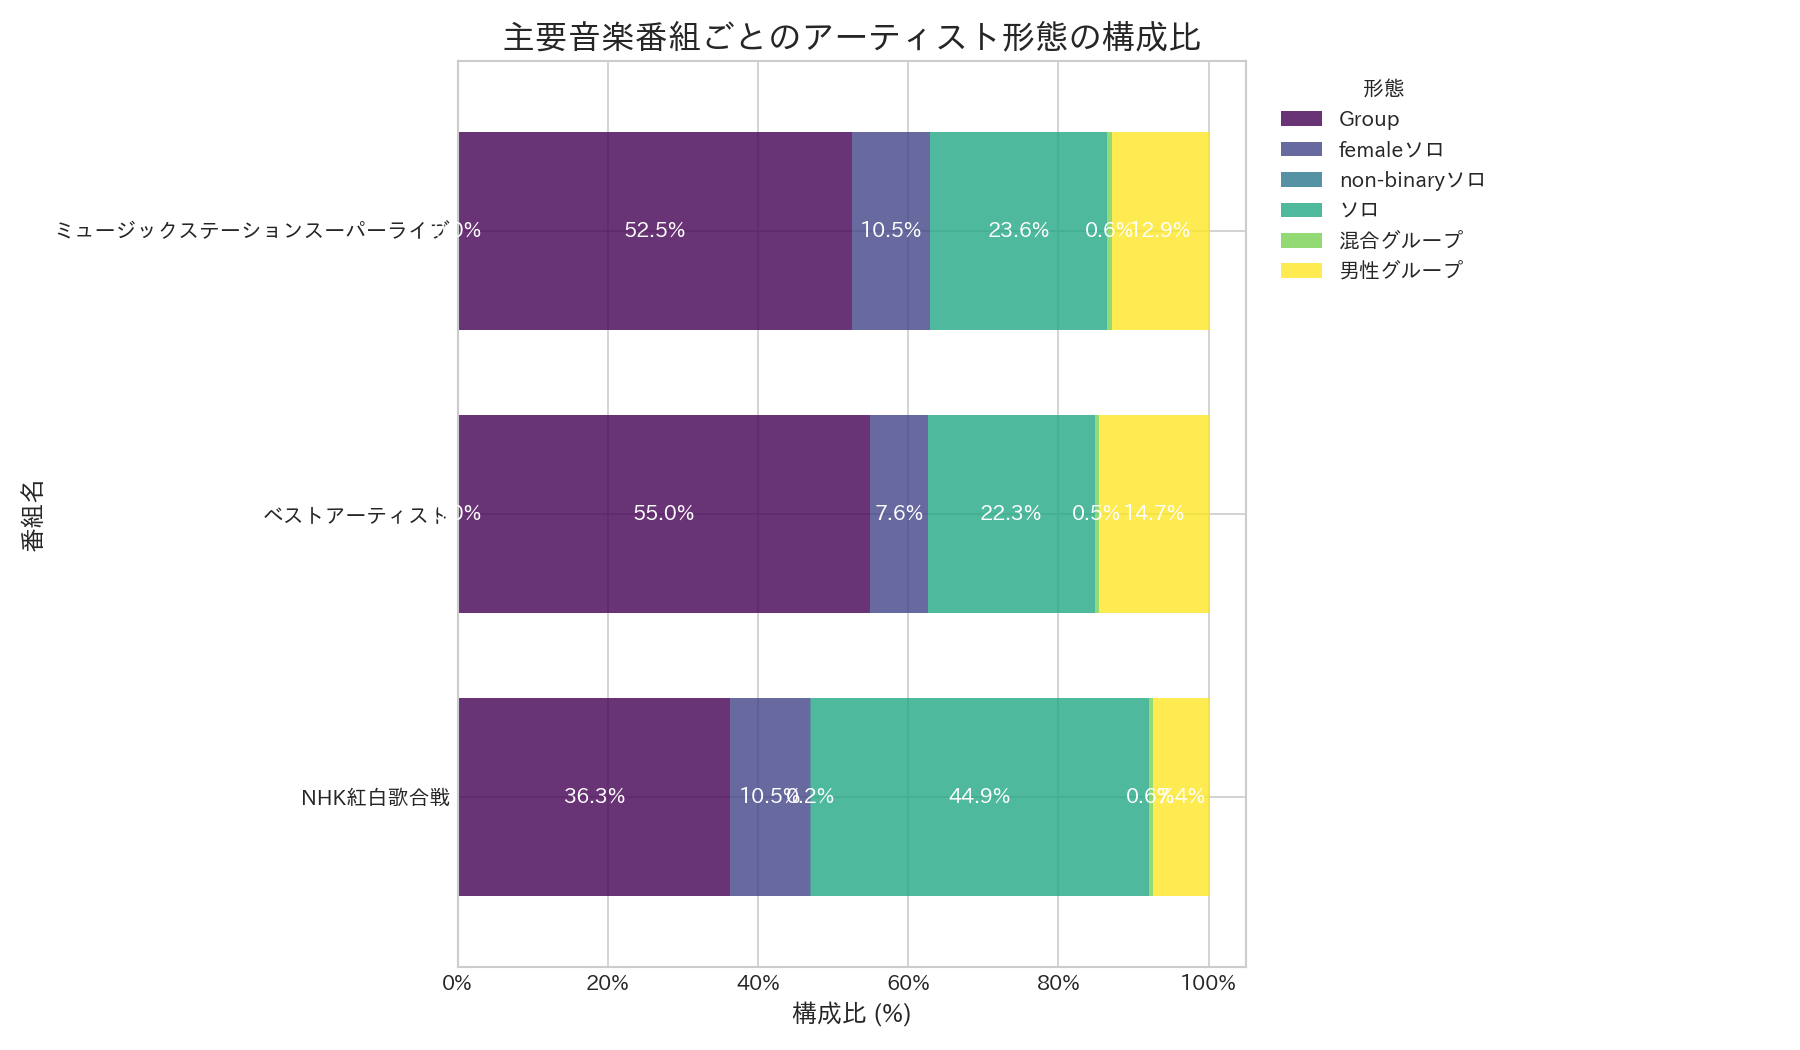 主要音楽番組ごとのアーティスト形態の構成比
形態
Group
femaleソロ
non-binaryソロ
ソロ
混合グループ
男性グループ
番組名
ミュージックステーションスーパーライブ
52.5%
10.5%
23.6%
0.6%
12.9%
ベストアーティスト
55.0%
7.6%
22.3%
0.5%
14.7%
NHK紅白歌合戦
36.3%
10.5%
0.2%
44.9%
0.6%
7.4%
0%
20%
40%
60%
80%
100%
構成比 (%)